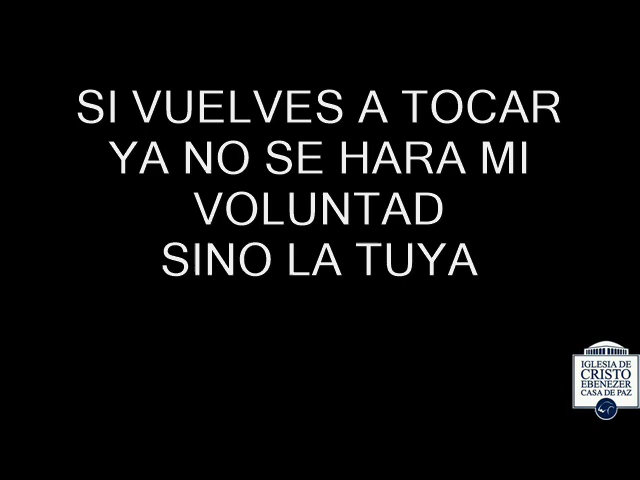 SI VUELVES A TOCAR
YA NO SE HARA MI
VOLUNTAD
SINO LA TUYA
IGLESIA DE
CRISTO
EBENEZER
CASA DE PAZ